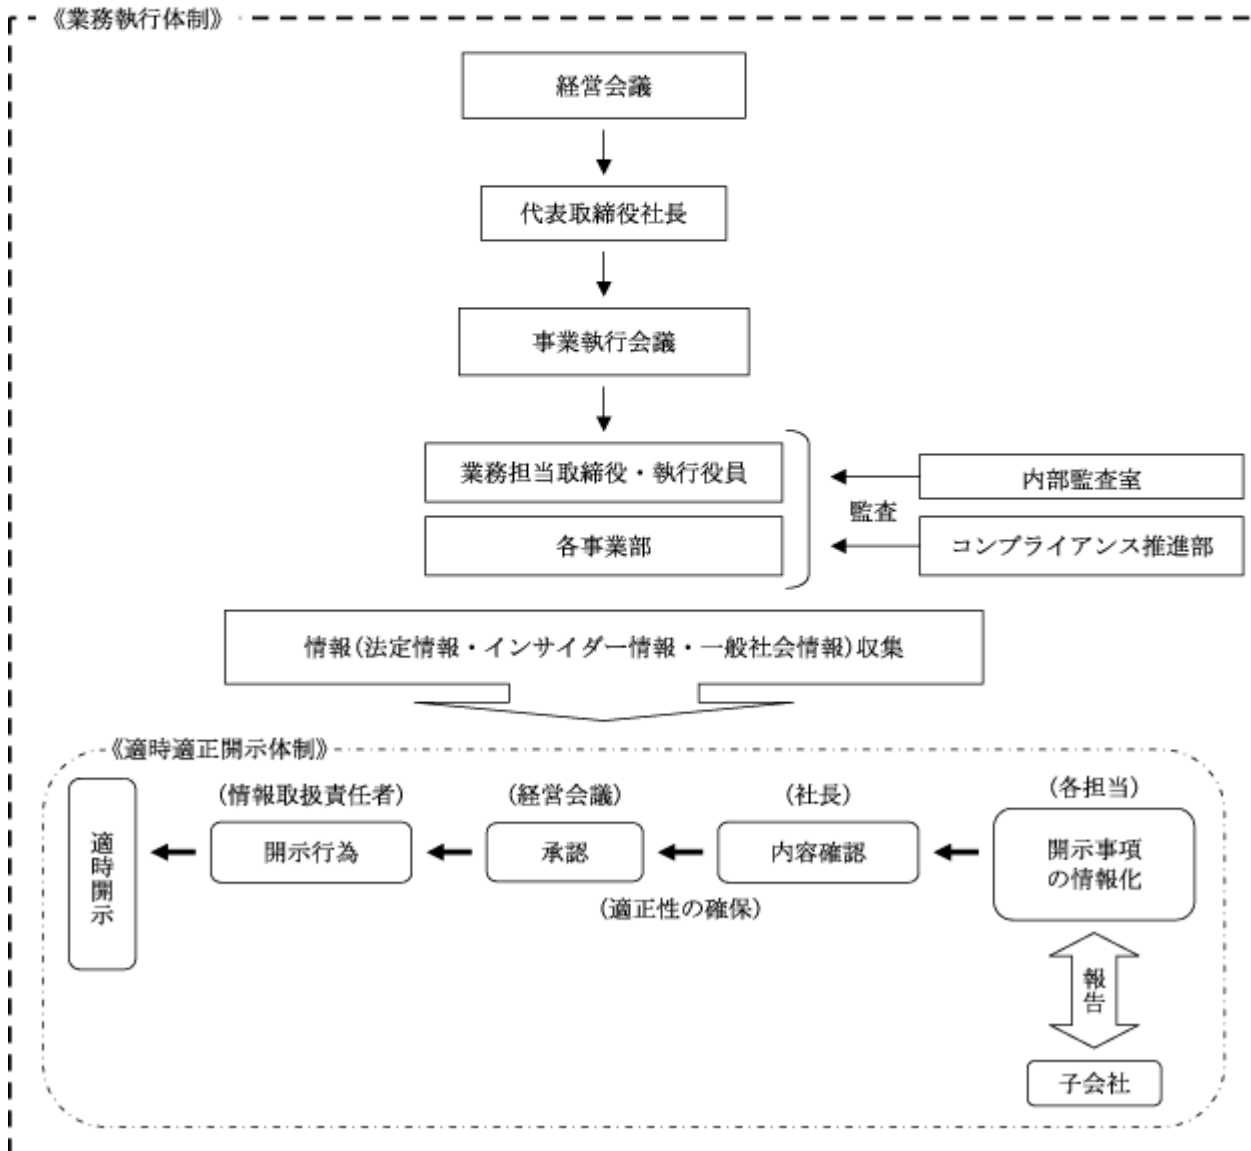 《業務執行体制》
経営会議
代表取締役社長
事業執行会議
業務担当取締役・執行役員
内部監査室
監査
各事業部
コンプライアンス推進部
情報(法定情報・インサイダー情報・一般社会情報)収集
《適時適正開示体制》
(情報取扱責任者)
(経営会議)
(社長)
(各担当)
適時開示
開示行為
承認
内容確認
開示事項
の情報化
(適正性の確保)
報告
子会社